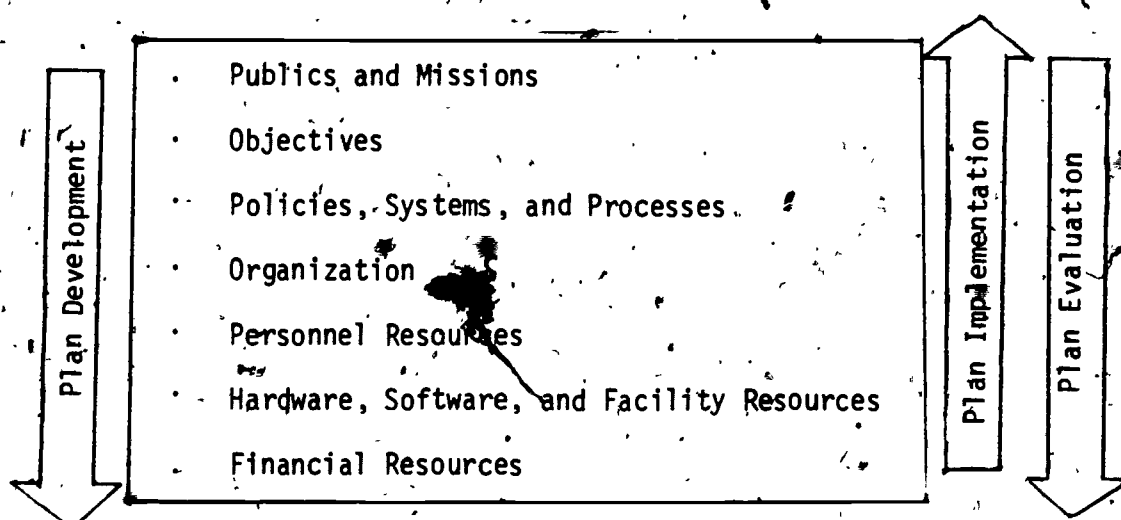 Plan Development
Publics and Missions
Objectives
Policies, Systems, and Processes
Organization
Personnel Resources
Hardware, Software, and Facility Resources
Financial Resources
Plan Implementation
Plan Evaluation